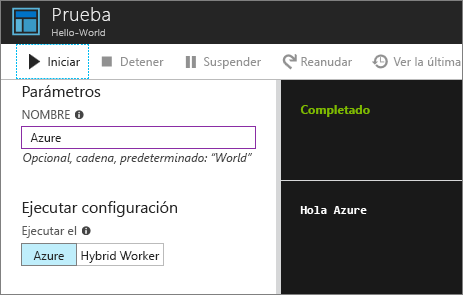 Prueba
Hello-World
Iniciar Detener Suspender Reanudar Ver la última
Parámetros
NOMBRE
Azure
Opcional, cadena, predeterminado: “World”
Ejecutar configuración
Ejecutar el
Azure Hybrid Worker
Completado
Hola Azure